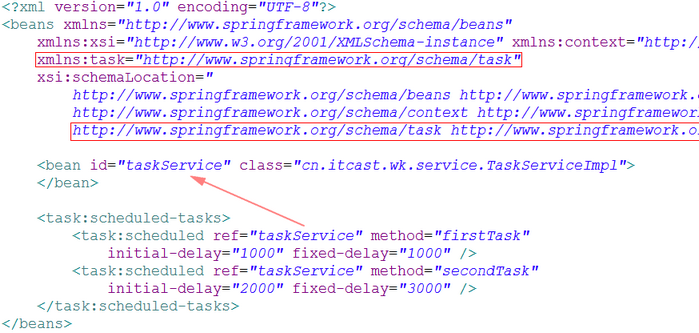 <?xml version="1.0" encoding="UTF-8"?>
<beans xmlns="http://www.springframework.org/schema/beans"
xmlns:xsi="http://www.w3.org/2001/XMLSchema-instance" xmlns:context="http:/
xmlns:task="http://www.springframework.org/schema/task"
xsi:schemaLocation="
http://www.springframework.org/schema/beans http://www.springframework.org
http://www.springframework.org/schema/context http://www.springframework
http://www.springframework.org/schema/task http://www.springframework.o
<bean id="taskService" class="cn.itcast.wk.service.TaskServiceImpl">
</bean>
<task:scheduled-tasks>
<task:scheduled ref="taskService" method="firstTask"
initial-delay="1000" fixed-delay="1000" />
<task:scheduled ref="taskService" method="secondTask"
initial-delay="2000" fixed-delay="3000" />
</task:scheduled-tasks>
</beans>